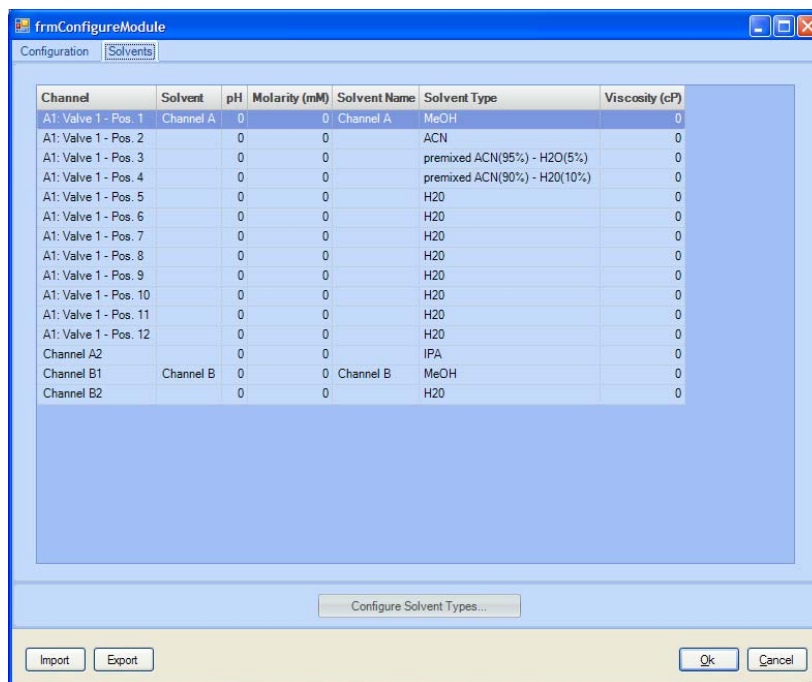 frmConfigureModule
Configuration Solvents
Channel Solvent pH Molarity (mM) Solvent Name Solvent Type Viscosity (cP)
A1: Valve 1 - Pos. 1 Channel A 0 0 Channel A MeOH 0
A1: Valve 1 - Pos. 2 0 0 ACN 0
A1: Valve 1 - Pos. 3 0 0 premixed ACN(95%) - H2O(5%) 0
A1: Valve 1 - Pos. 4 0 0 premixed ACN(90%) - H20(10%) 0
A1: Valve 1 - Pos. 5 0 0 H20 0
A1: Valve 1 - Pos. 6 0 0 H20 0
A1: Valve 1 - Pos. 7 0 0 H20 0
A1: Valve 1 - Pos. 8 0 0 H20 0
A1: Valve 1 - Pos. 9 0 0 H20 0
A1: Valve 1 - Pos. 10 0 0 H20 0
A1: Valve 1 - Pos. 11 0 0 H20 0
A1: Valve 1 - Pos. 12 0 0 H20 0
Channel A2 0 0 IPA 0
Channel B1 Channel B 0 0 Channel B MeOH 0
Channel B2 0 0 H20 0
Configure Solvent Types...
Import Export Ok Cancel